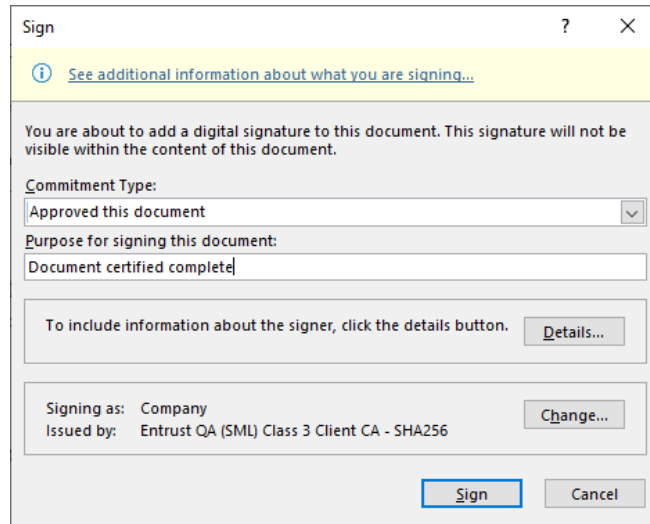 Sign
?
See additional information about what you are signing...
You are about to add a digital signature to this document. This signature will not be
visible within the content of this document.
Commitment Type:
Approved this document
Purpose for signing this document:
Document certified complete
To include information about the signer, click the details button.
Details...
Signing as: Company
Change...
Issued by: Entrust QA (SML) Class 3 Client CA - SHA256
Sign
Cancel